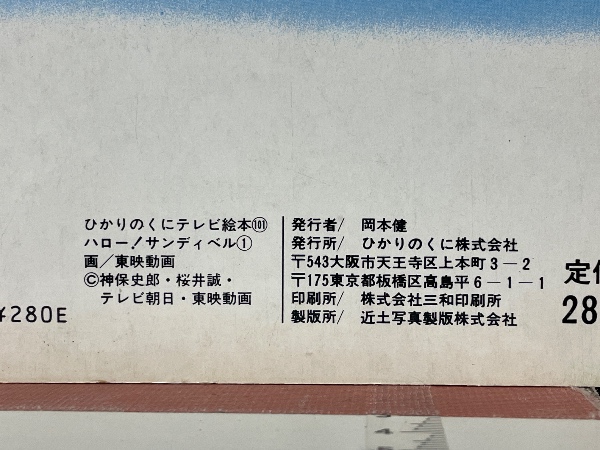 ひかりのくにテレビ絵本101
ハロー!サンディベル①
画/東映動画
©神保史郎・桜井誠・
テレビ朝日・東映動画
¥280E
発行者/ 岡本健
発行所/ ひかりのくに株式会社
〒543大阪市天王寺区上本町3-2
〒175東京都板橋区高島平6-1-1
印刷所/ 株式会社三和印刷所
製版所/ 近土写真製版株式会社
定価
28
4